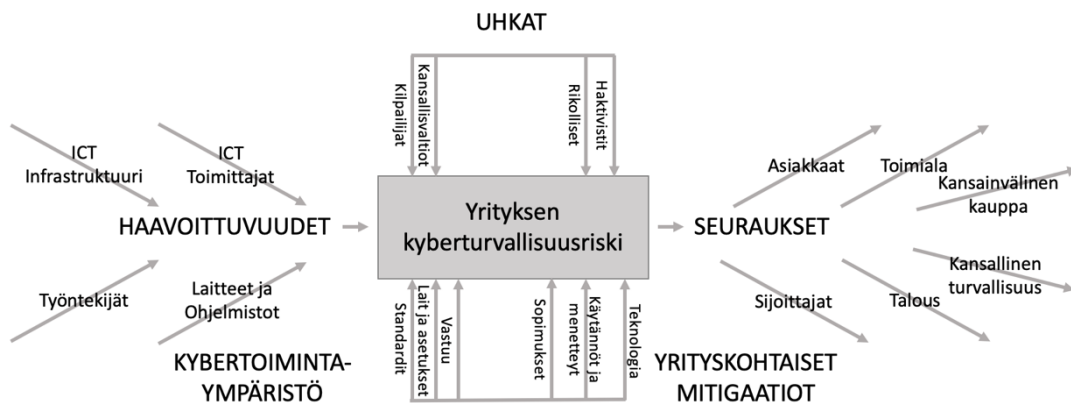 UHKAT
Kilpailijat
Kansallisvaltiot
Rikolliset
Haktivistit
ICT
Infrastruktuuri
ICT
Toimittajat
HAAVOITTUVUUDET
Työntekijät
Laitteet ja
Ohjelmistot
Yrityksen
kyberturvallisuusriski
SEURAUKSET
Asiakkaat
Toimiala
Kansainvälinen
kauppa
Kansallinen
turvallisuus
Sijoittajat
Talous
Standardit
Lait ja asetukset
Vastuu
Sopimukset
Käytännöt ja
menettetyt
Teknologia
KYBERTOIMINTA-
YMPÄRISTÖ
YRITYSKOHTAISET
MITIGAATIOT